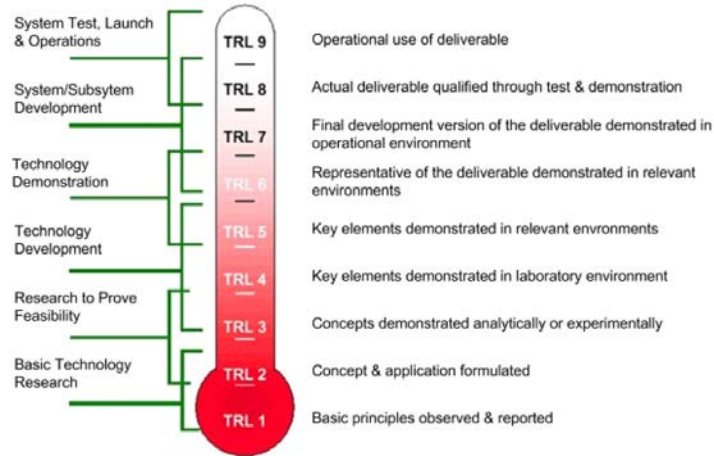 System Test, Launch
& Operations
System/Subsytem
Development
Technology
Demonstration
Technology
Development
Research to Prove
Feasibility
Basic Technology
Research
TRL 9
TRL 8
TRL 7
TRL 6
TRL 5
TRL 4
TRL 3
TRL 2
TRL 1
Operational use of deliverable
Actual deliverable qualified through test & demonstration
Final development version of the deliverable demonstrated in
operational environment
Representative of the deliverable demonstrated in relevant
environments
Key elements demonstrated in relevant envronments
Key elements demonstrated in laboratory environment
Concepts demonstrated analytically or experimentally
Concept & application formulated
Basic principles observed & reported